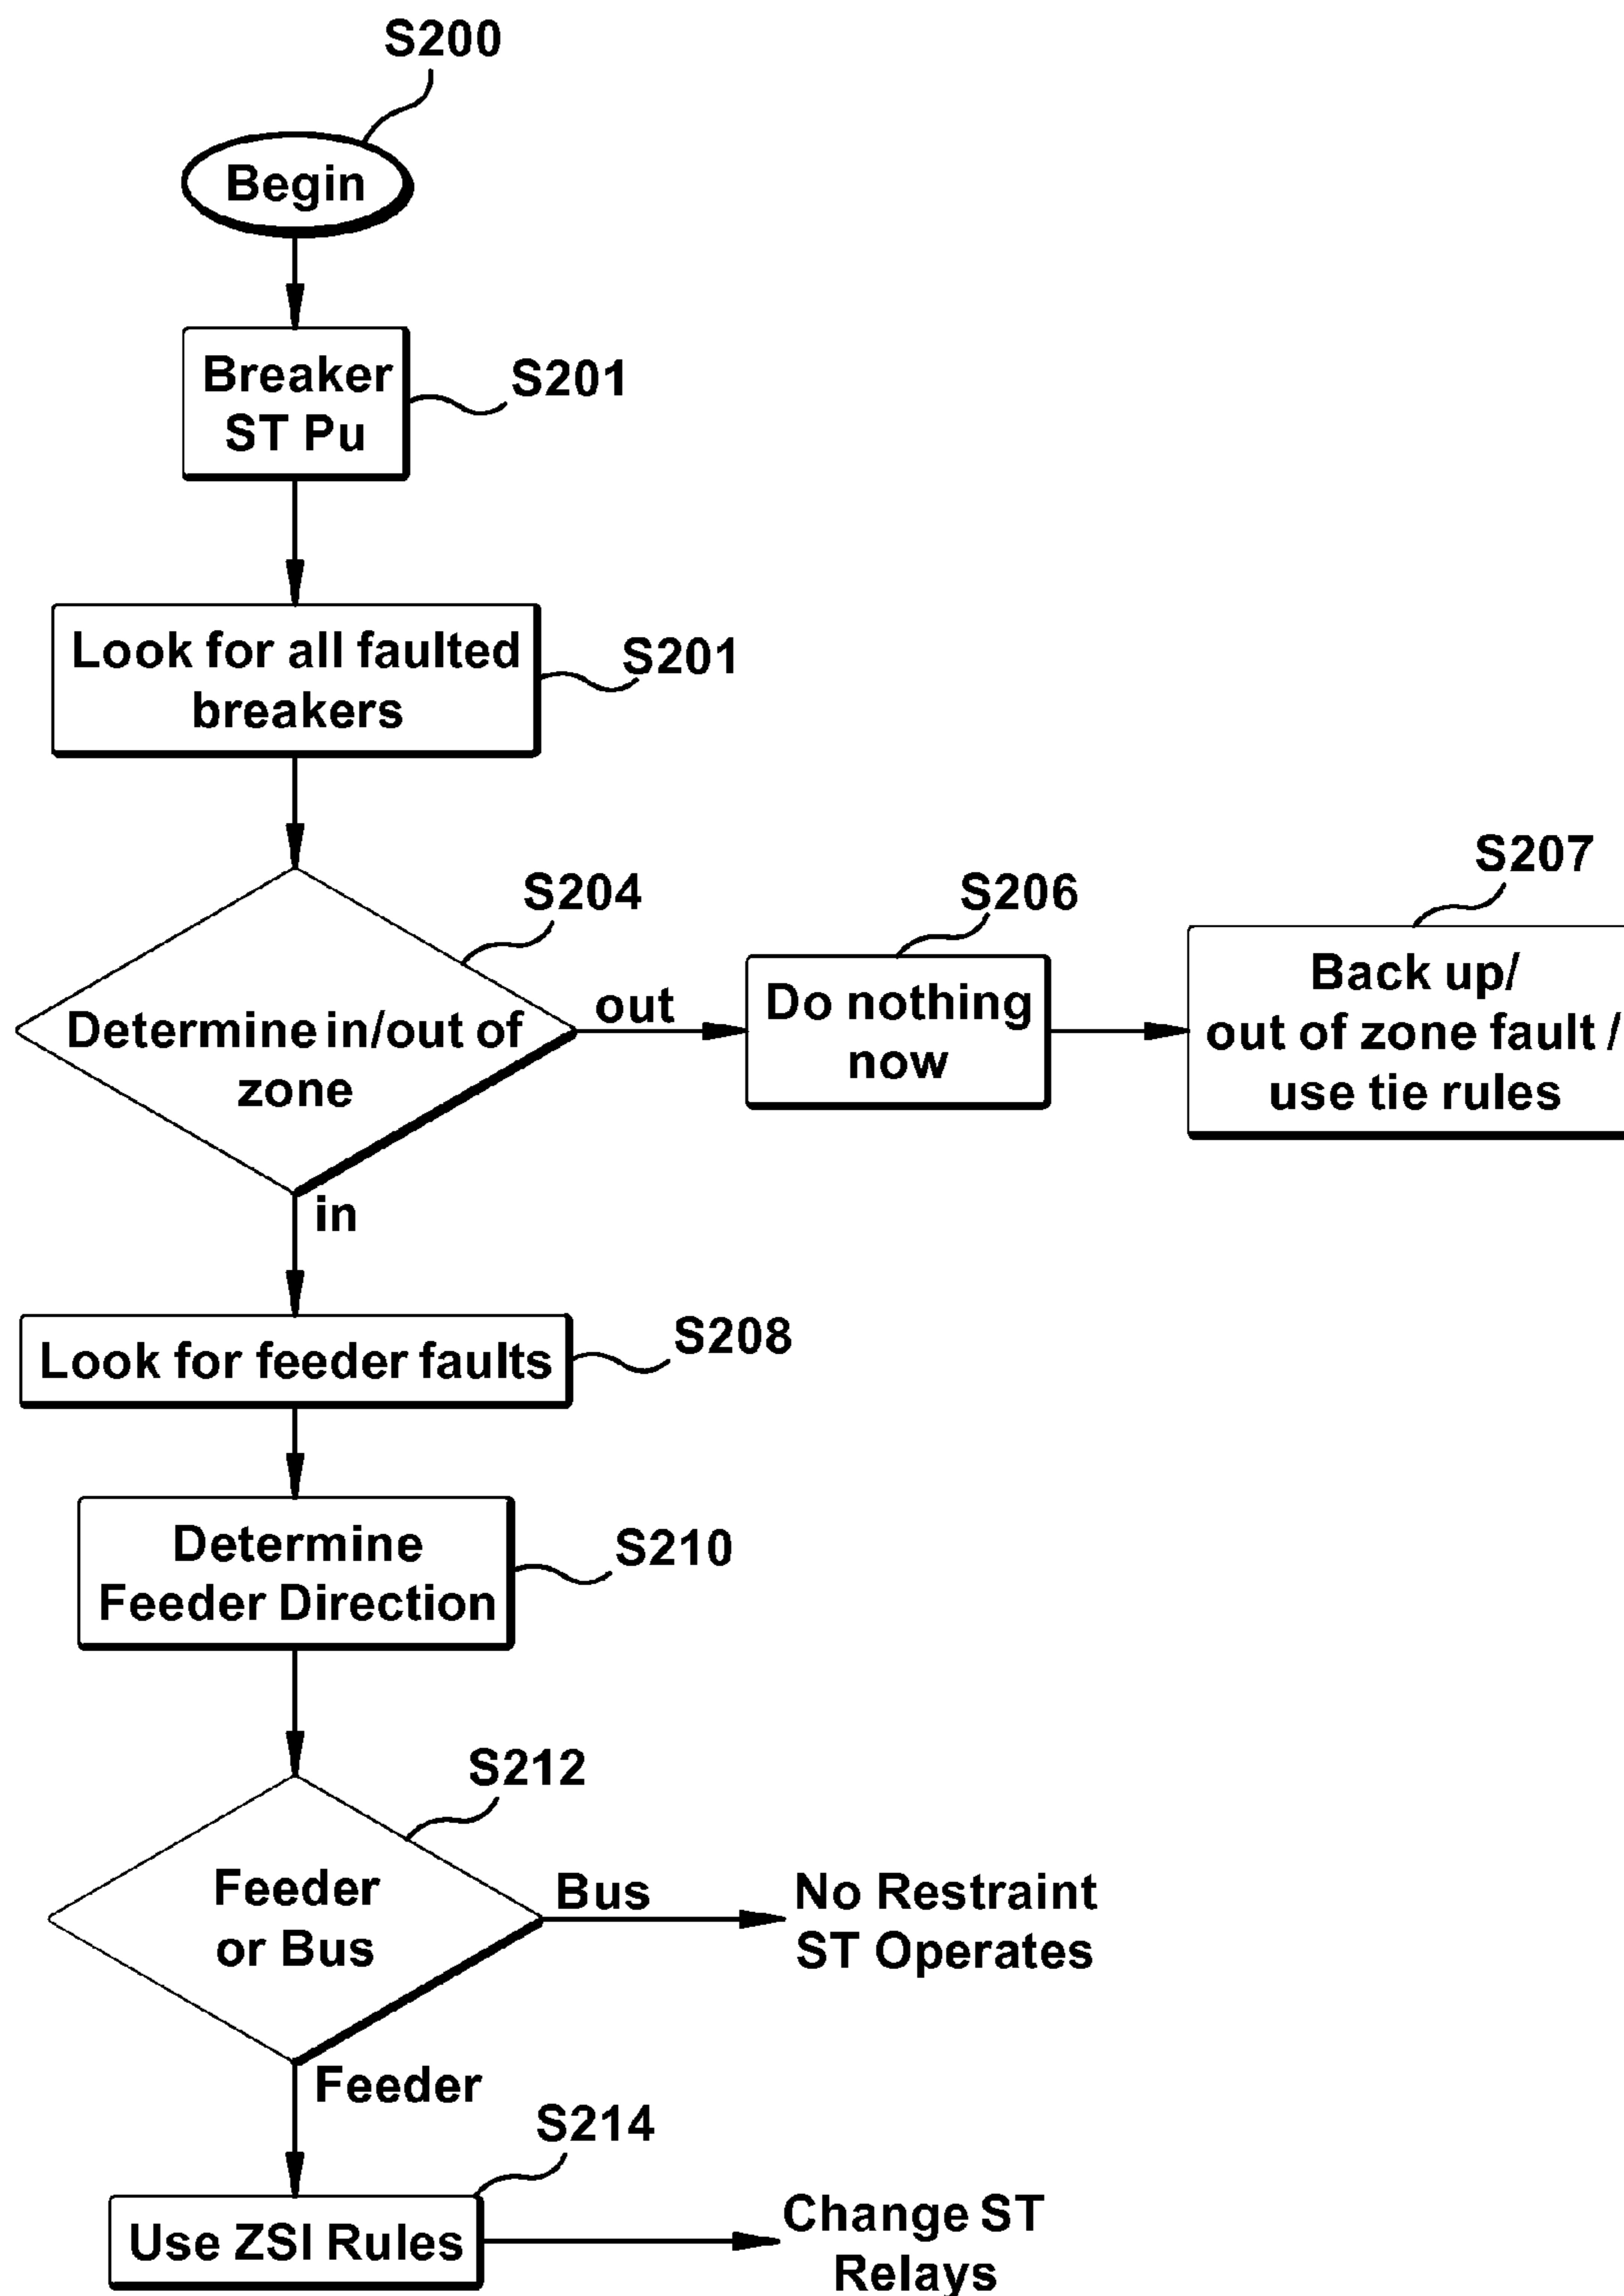 S200
Begin
Breaker
ST Pu
S201
Look for all faulted
breakers
S201
S204
Determine in/out of
zone
out
S206
Do nothing
now
S207
Back up/
out of zone fault /
use tie rules
in
Look for feeder faults
S208
Determine
Feeder Direction
S210
S212
Feeder
or Bus
Bus
No Restraint
ST Operates
Feeder
S214
Use ZSI Rules
Change ST
Relays